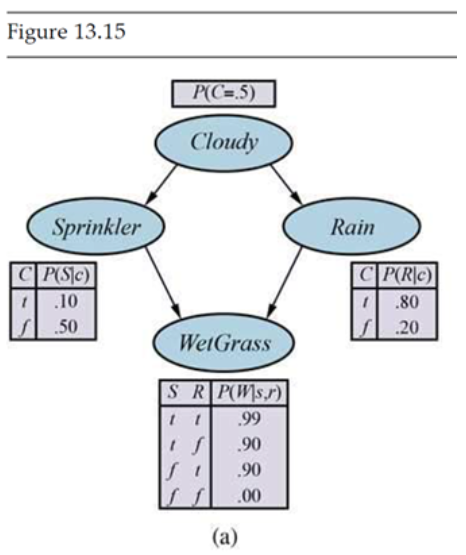 Figure 13.15
P(C=.5)
Cloudy
Sprinkler
Rain
C P(S|c)
t .10
f .50
C P(R|c)
t .80
f .20
WetGrass
S R P(W|s,r)
t t .99
t f .90
f t .90
f f .00
(a)